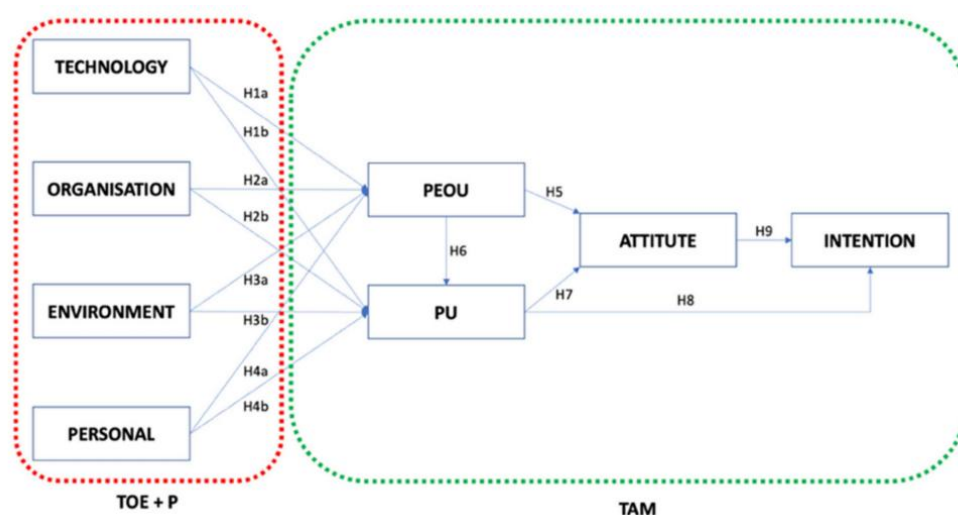 TECHNOLOGY
H1a
H1b
ORGANISATION
H2a
H2b
PEOU
H5
ATTITUTE
H9
INTENTION
H6
ENVIRONMENT
H3a
H3b
PU
H7
H8
H4a
H4b
PERSONAL
TOE + P
TAM